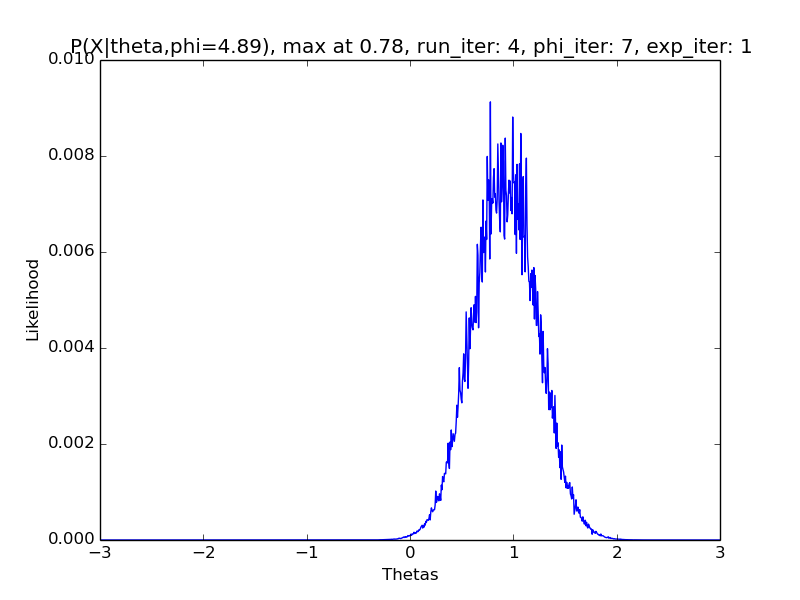 P(X|theta,phi=4.89), max at 0.78, run_iter: 4, phi_iter: 7, exp_iter: 1
0.010
0.008
0.006
0.004
0.002
0.000
Likelihood
−3 −2 −1 0 1 2 3
Thetas